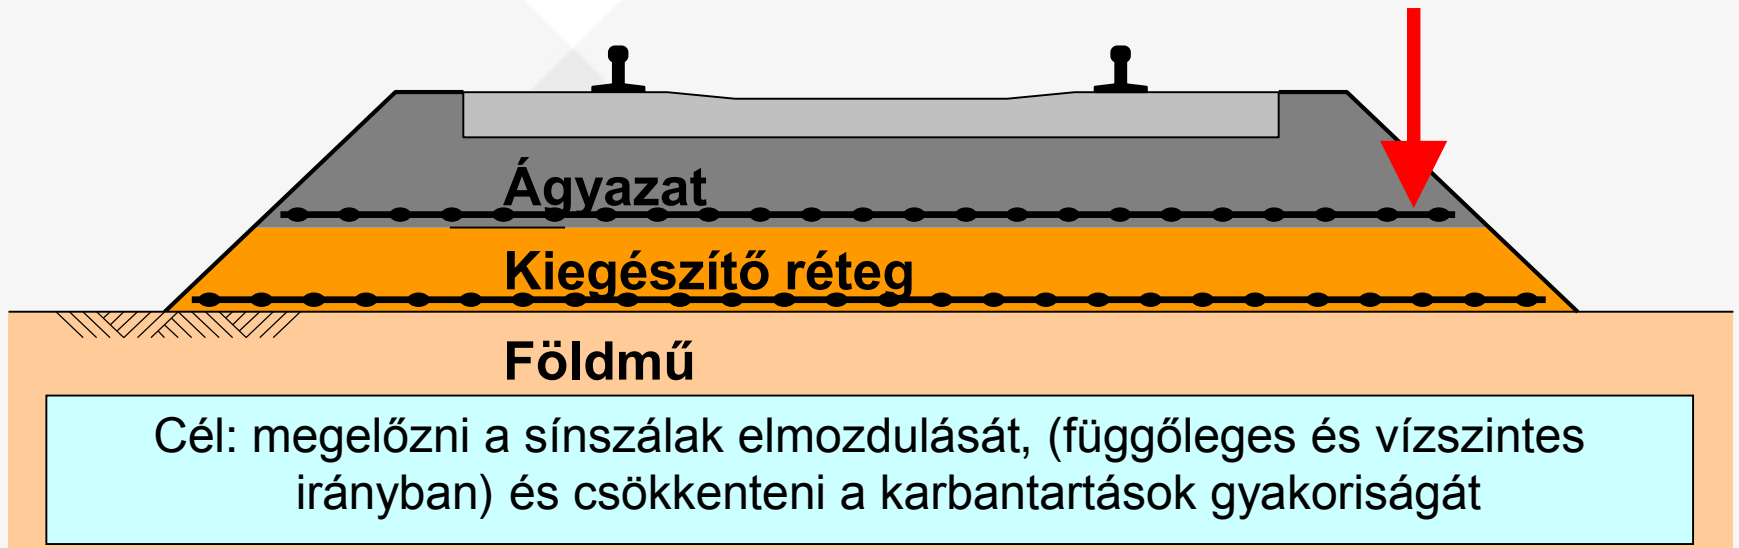 Ágyazat
Kiegészítő réteg
Földmű
Cél: megelőzni a sínszálak elmozdulását, (függőleges és vízszintes
irányban) és csökkenteni a karbantartások gyakoriságát